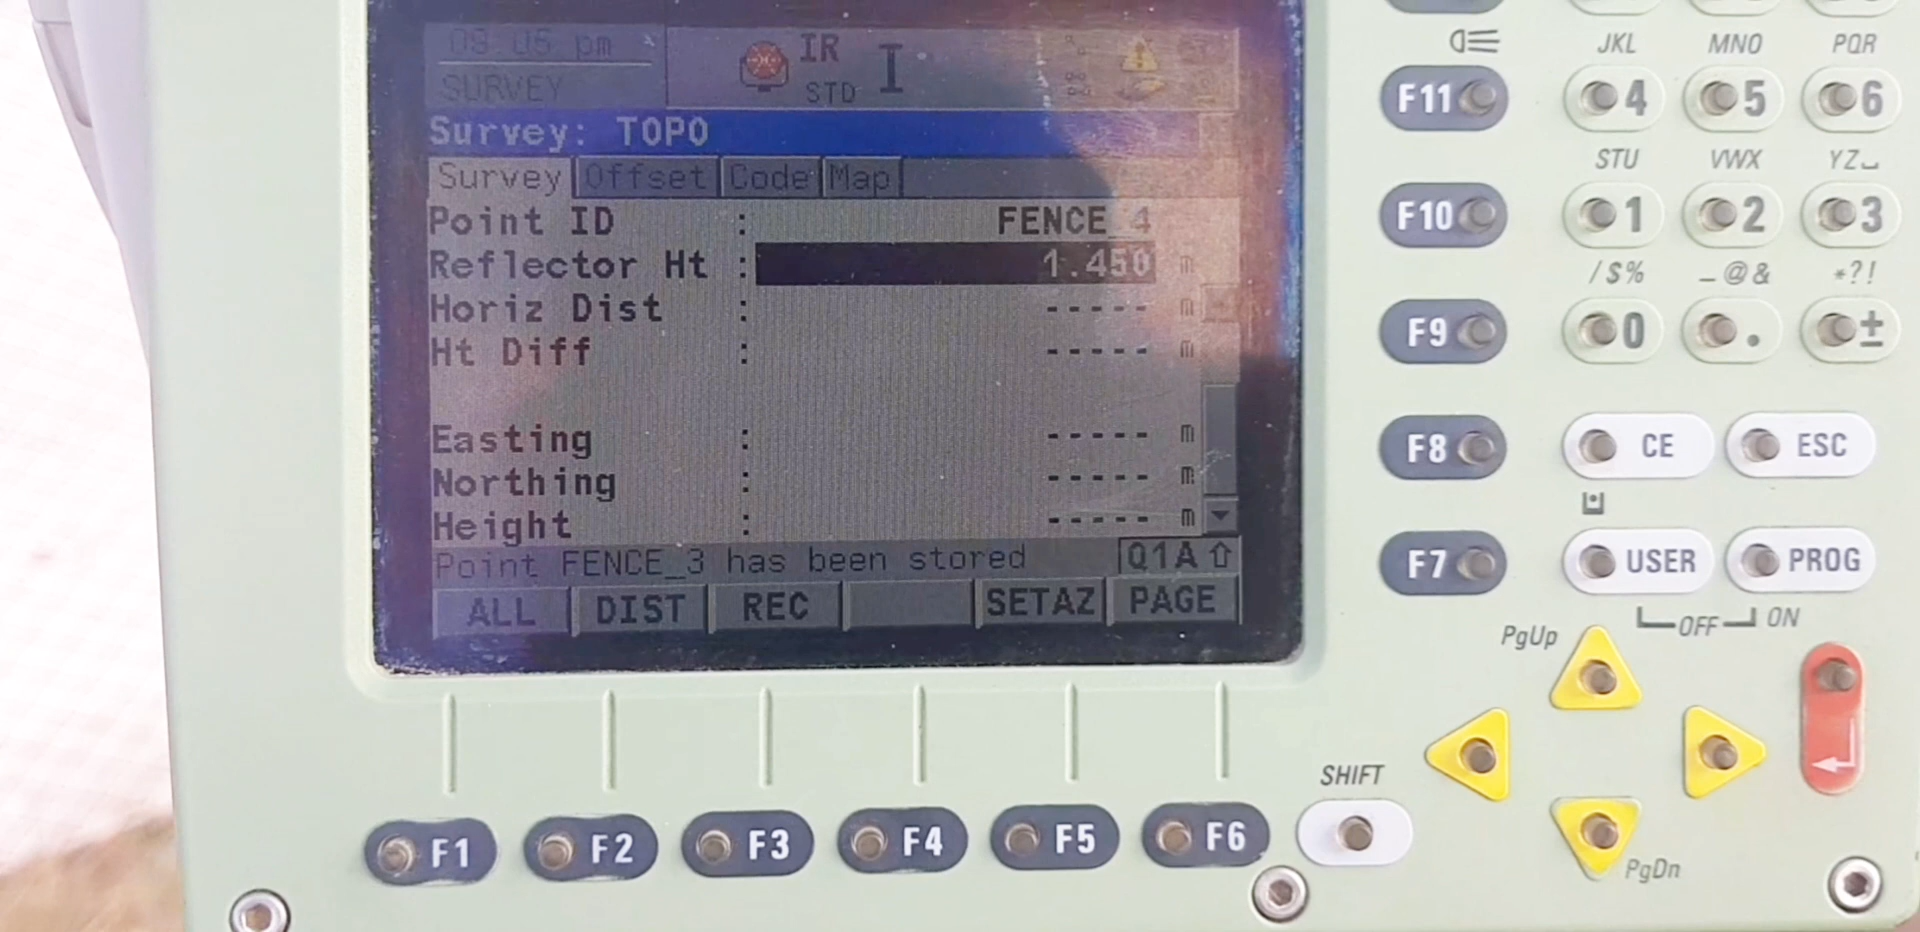 08 06 pm
SURVEY
IR
STD
I
Survey: TOPO
Survey Offset Code Map
Point ID : FENCE_4
Reflector Ht : 1.450 m
Horiz Dist : ----- m
Ht Diff : ----- m
Easting : ----- m
Northing : ----- m
Height : ----- m
Point FENCE_3 has been stored Q1A
ALL DIST REC SETAZ PAGE
JKL MNO PQR
F11 4 5 6
STU VWX YZ
F10 1 2 3
/$% _@& *?!
F9 0 . ±
F8 CE ESC
F7 USER PROG
OFF ON
PgUp
SHIFT
PgDn
F1 F2 F3 F4 F5 F6